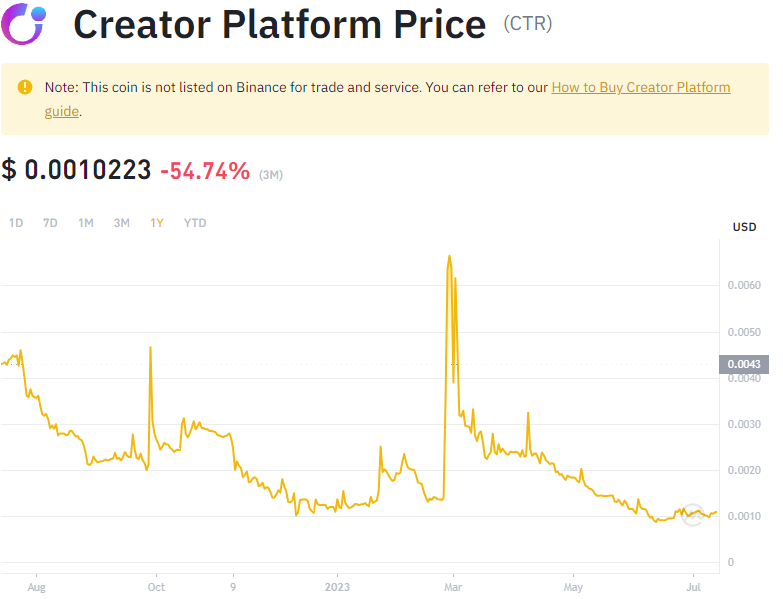 Creator Platform Price (CTR)
Note: This coin is not listed on Binance for trade and service. You can refer to our How to Buy Creator Platform
guide.
$ 0.0010223 -54.74% (3M)
1D 7D 1M 3M 1Y YTD
USD
0.0060
0.0050
0.0043
0.0040
0.0030
0.0020
0.0010
0
Aug Oct 9 2023 Mar May Jul